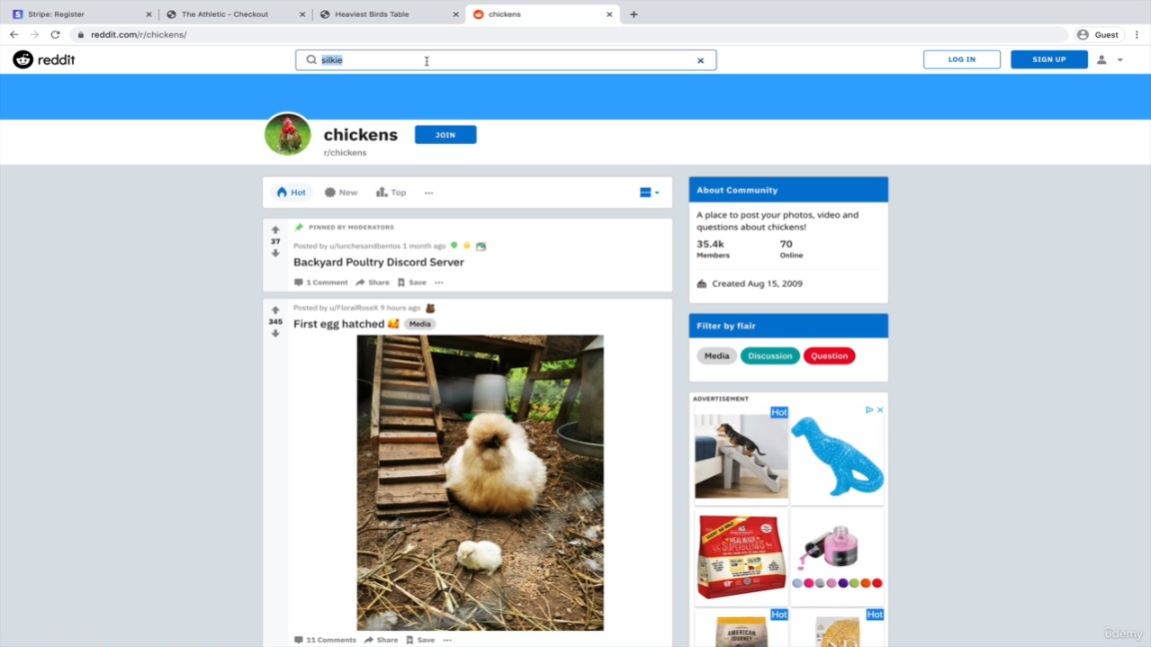 Stripe: Register
The Athletic - Checkout
Heaviest Birds Table
chickens
reddit.com/r/chickens/
Guest
reddit
silkie
LOG IN
SIGN UP
chickens
JOIN
r/chickens
Hot
New
Top
PINNED BY MODERATORS
37
Posted by u/lunchesandbentos 1 month ago
Backyard Poultry Discord Server
1 Comment
Share
Save
345
Posted by u/FloralRoseX 9 hours ago
First egg hatched 🥰 Media
11 Comments
Share
Save
About Community
A place to post your photos, video and
questions about chickens!
35.4k
Members
70
Online
Created Aug 15, 2009
Filter by flair
Media
Discussion
Question
ADVERTISEMENT
Hot
Hot
Hot
AMERICAN
JOURNEY
ûdemy